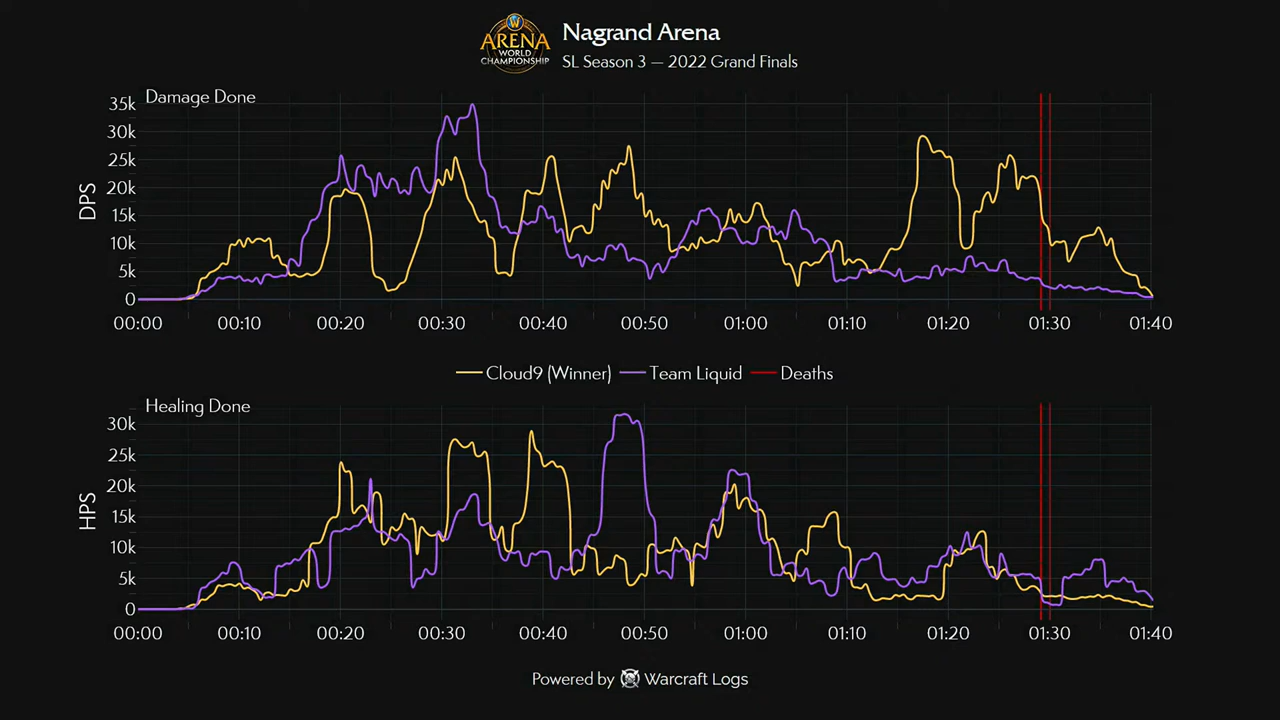 W
ARENA
WORLD
CHAMPIONSHIP
Nagrand Arena
SL Season 3 — 2022 Grand Finals
Damage Done
35k
30k
25k
20k
15k
10k
5k
0
DPS
00:00 00:10 00:20 00:30 00:40 00:50 01:00 01:10 01:20 01:30 01:40
Cloud9 (Winner) Team Liquid Deaths
Healing Done
30k
25k
20k
15k
10k
5k
0
HPS
00:00 00:10 00:20 00:30 00:40 00:50 01:00 01:10 01:20 01:30 01:40
Powered by Warcraft Logs